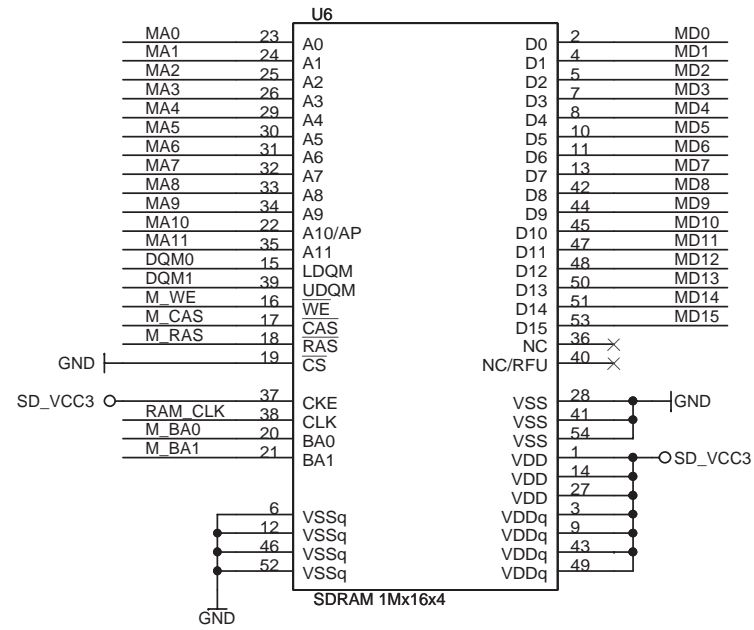 U6
MA0 23 A0 D0 2 MD0
MA1 24 A1 D1 4 MD1
MA2 25 A2 D2 5 MD2
MA3 26 A3 D3 7 MD3
MA4 29 A4 D4 8 MD4
MA5 30 A5 D5 10 MD5
MA6 31 A6 D6 11 MD6
MA7 32 A7 D7 13 MD7
MA8 33 A8 D8 42 MD8
MA9 34 A9 D9 44 MD9
MA10 22 A10/AP D10 45 MD10
MA11 35 A11 D11 47 MD11
DQM0 15 LDQM D12 48 MD12
DQM1 39 UDQM D13 50 MD13
M_WE 16 WE D14 51 MD14
M_CAS 17 CAS D15 53 MD15
M_RAS 18 RAS NC 36
GND 19 CS NC/RFU 40
SD_VCC3 37 CKE VSS 28 GND
RAM_CLK 38 CLK VSS 41
M_BA0 20 BA0 VSS 54
M_BA1 21 BA1 VDD 1 SD_VCC3
VDD 14
VDD 27
6 VSSq VDDq 3
12 VSSq VDDq 9
46 VSSq VDDq 43
52 VSSq VDDq 49
SDRAM 1Mx16x4
GND